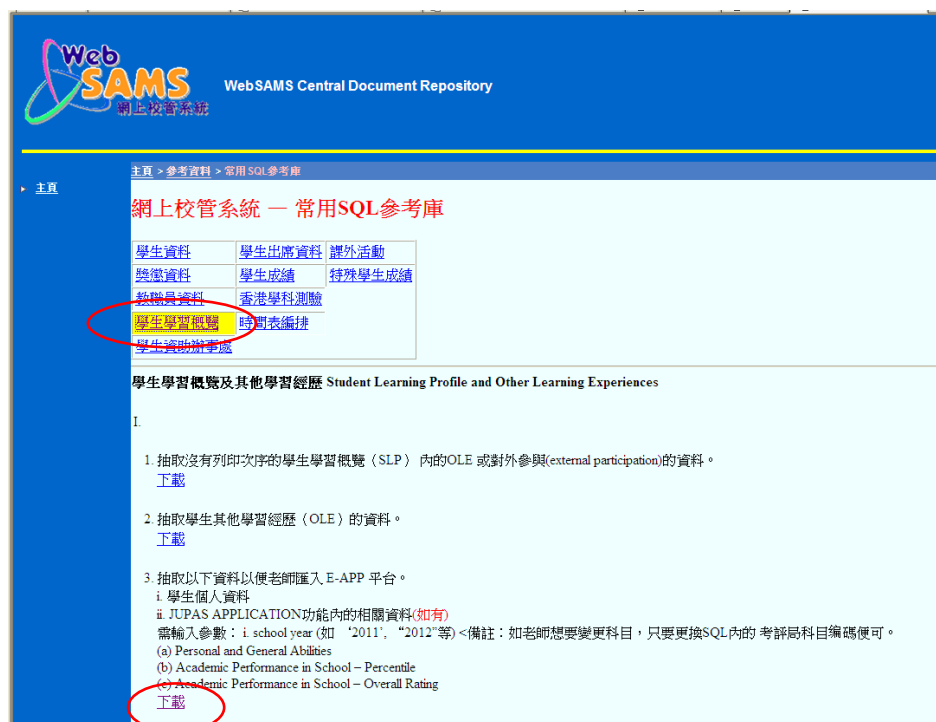 Web
SAMS
網上校管系統
WebSAMS Central Document Repository
主頁 > 參考資料 > 常用SQL參考庫
主頁
網上校管系統 — 常用SQL參考庫
學生資料 學生出席資料 課外活動
獎懲資料 學生成績 特殊學生成績
教職員資料 香港學科測驗
學生學習概覽 時間表編排
學生資助辦事處
學生學習概覽及其他學習經歷 Student Learning Profile and Other Learning Experiences
I.
1. 抽取沒有列印次序的學生學習概覽（SLP） 內的OLE 或對外參與(external participation)的資料。
下載
2. 抽取學生其他學習經歷（OLE）的資料。
下載
3. 抽取以下資料以便老師匯入 E-APP 平台。
i. 學生個人資料
ii. JUPAS APPLICATION功能內的相關資料(如有)
需輸入參數： i. school year (如 ‘2011’, “2012”等) <備註：如老師想要變更科目，只要更換SQL內的 考評局科目编碼便可。
(a) Personal and General Abilities
(b) Academic Performance in School – Percentile
(c) Academic Performance in School – Overall Rating
下載